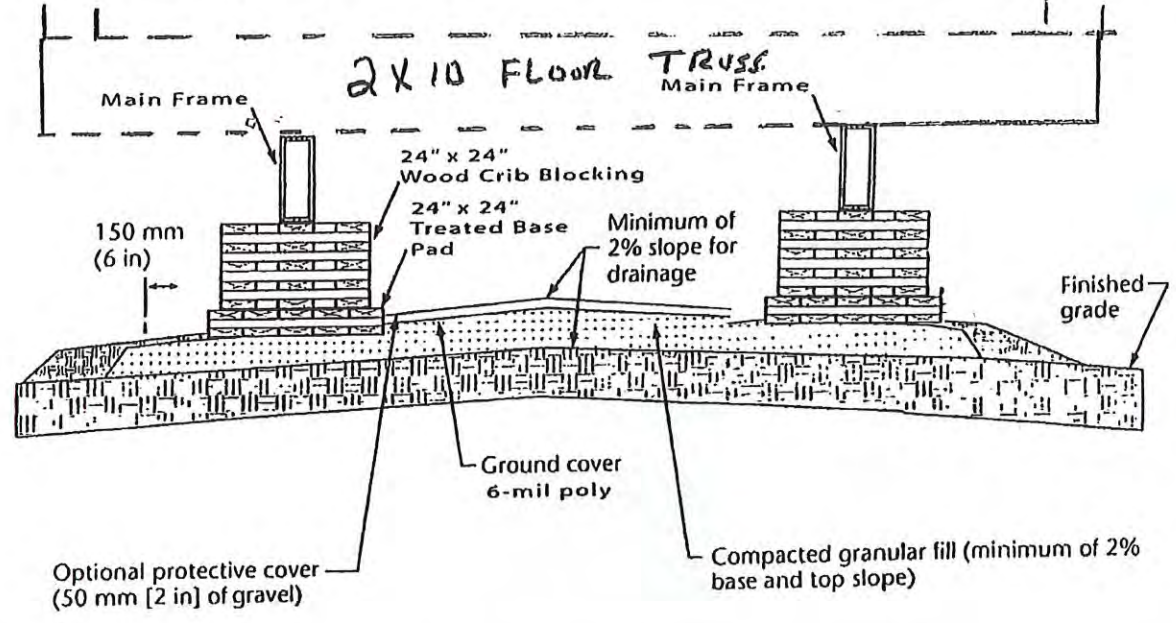 2 X 10 FLOOR TRUSS.
Main Frame
Main Frame
24" x 24"
Wood Crib Blocking
24" x 24"
Treated Base
Pad
150 mm
(6 in)
Minimum of
2% slope for
drainage
Finished
grade
Ground cover
6-mil poly
Optional protective cover
(50 mm [2 in] of gravel)
Compacted granular fill (minimum of 2%
base and top slope)